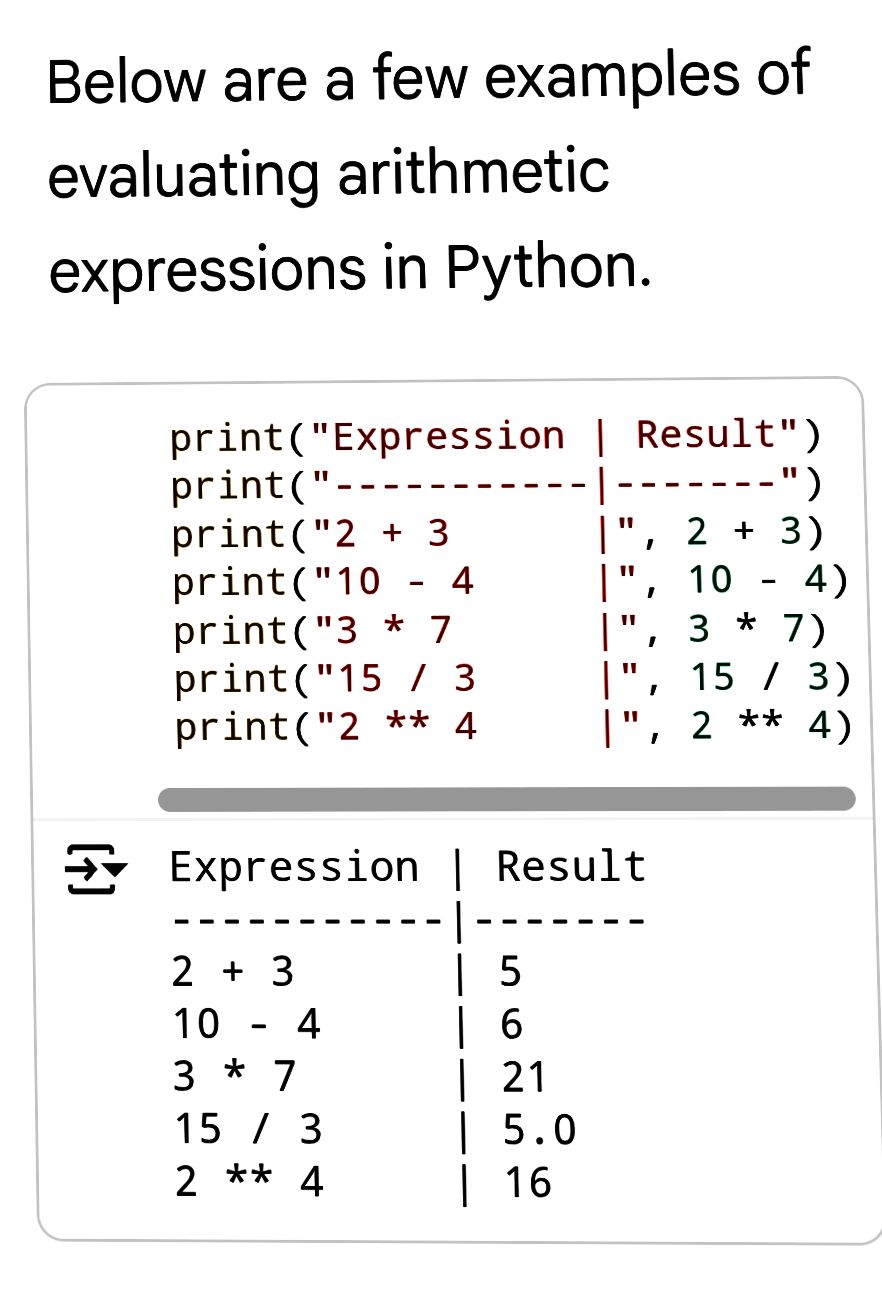 Below are a few examples of
evaluating arithmetic
expressions in Python.
print("Expression | Result")
print("-----------|-------")
print("2 + 3      |", 2 + 3)
print("10 - 4     |", 10 - 4)
print("3 * 7      |", 3 * 7)
print("15 / 3     |", 15 / 3)
print("2 ** 4     |", 2 ** 4)
Expression | Result
-----------|-------
2 + 3      | 5
10 - 4     | 6
3 * 7      | 21
15 / 3     | 5.0
2 ** 4     | 16